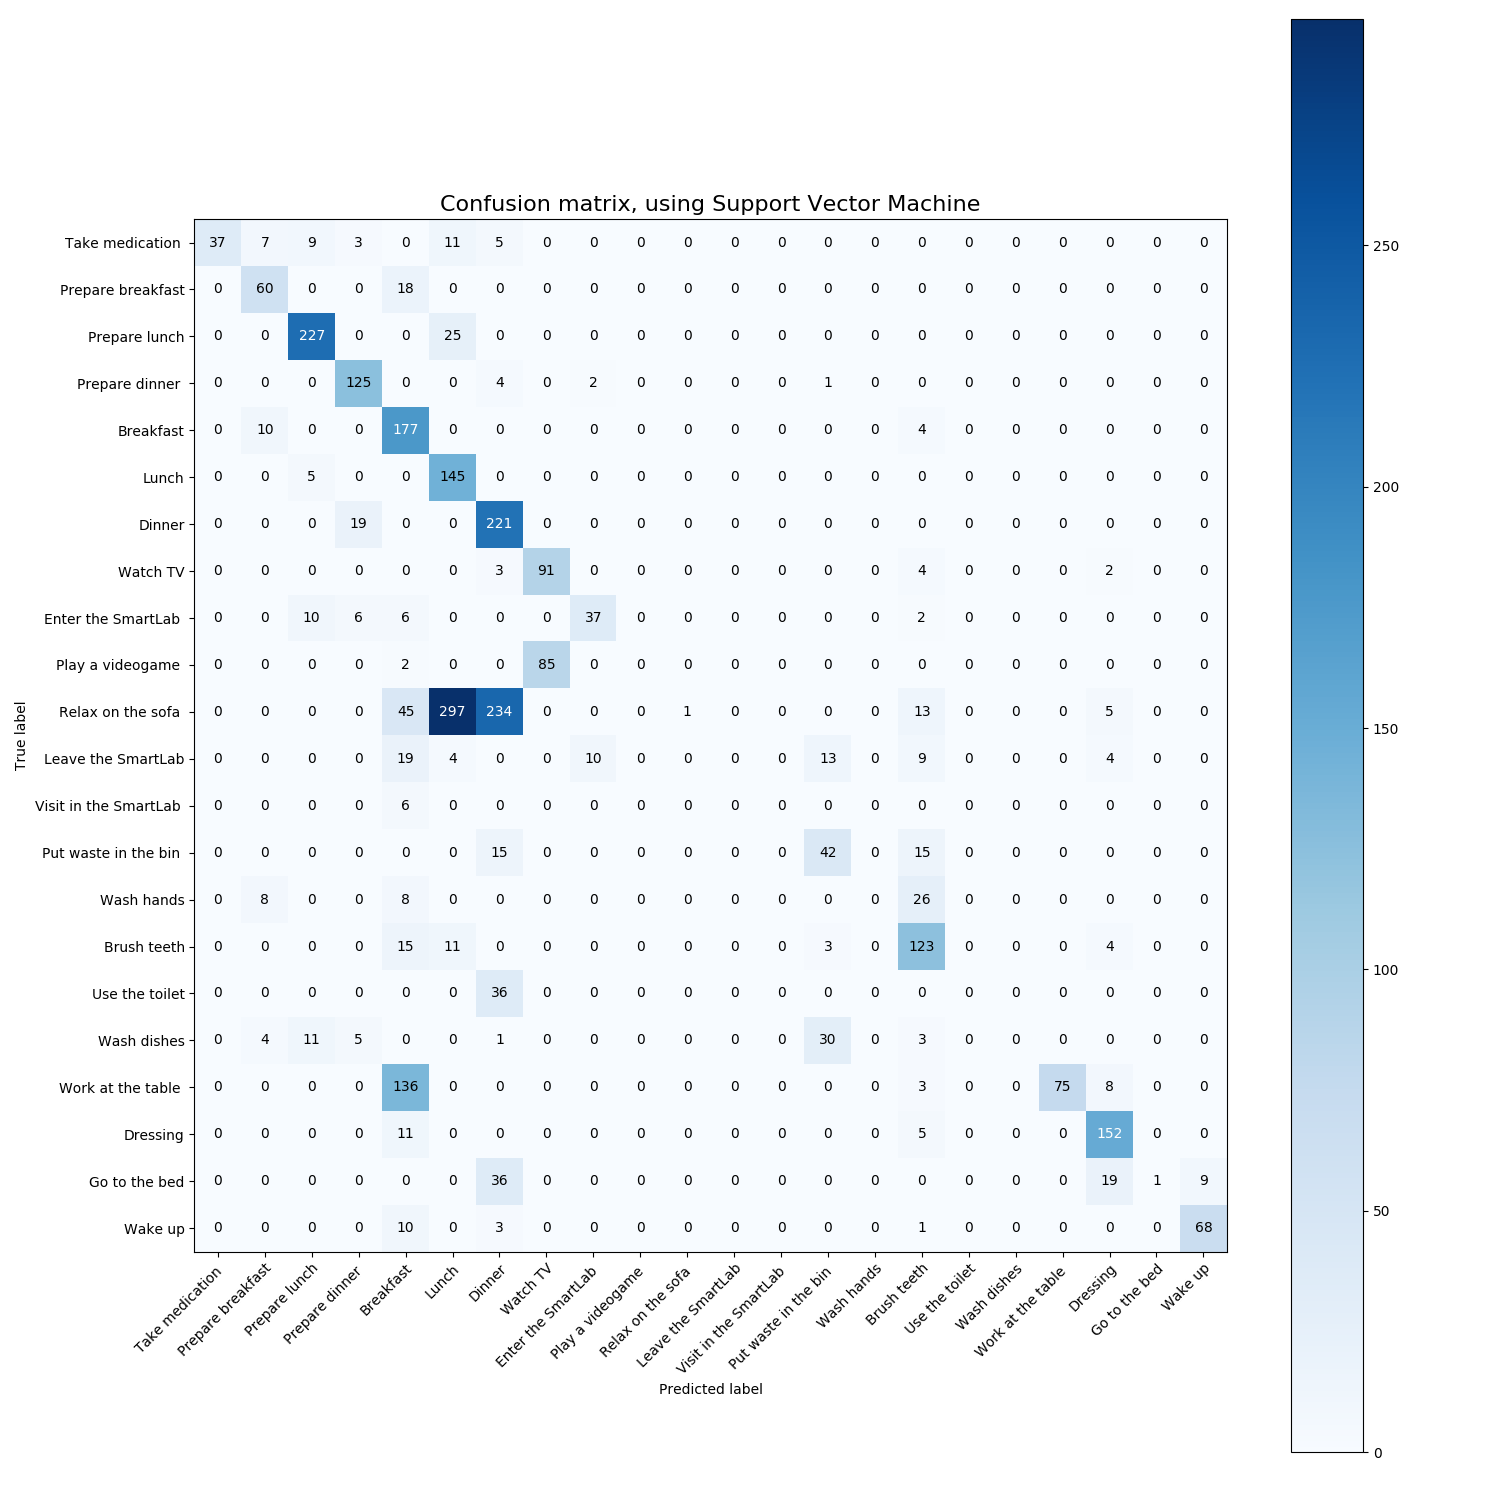 Confusion matrix, using Support Vector Machine
Take medication 37 7 9 3 0 11 5 0 0 0 0 0 0 0 0 0 0 0 0 0 0 0
Prepare breakfast 0 60 0 0 18 0 0 0 0 0 0 0 0 0 0 0 0 0 0 0 0 0
Prepare lunch 0 0 227 0 0 25 0 0 0 0 0 0 0 0 0 0 0 0 0 0 0 0
Prepare dinner 0 0 0 125 0 0 4 0 2 0 0 0 0 1 0 0 0 0 0 0 0 0
Breakfast 0 10 0 0 177 0 0 0 0 0 0 0 0 0 0 4 0 0 0 0 0 0
Lunch 0 0 5 0 0 145 0 0 0 0 0 0 0 0 0 0 0 0 0 0 0 0
Dinner 0 0 0 19 0 0 221 0 0 0 0 0 0 0 0 0 0 0 0 0 0 0
Watch TV 0 0 0 0 0 0 3 91 0 0 0 0 0 0 0 4 0 0 0 2 0 0
Enter the SmartLab 0 0 10 6 6 0 0 0 37 0 0 0 0 0 0 2 0 0 0 0 0 0
Play a videogame 0 0 0 0 2 0 0 85 0 0 0 0 0 0 0 0 0 0 0 0 0 0
Relax on the sofa 0 0 0 0 45 297 234 0 0 0 1 0 0 0 0 13 0 0 0 5 0 0
Leave the SmartLab 0 0 0 0 19 4 0 0 10 0 0 0 0 13 0 9 0 0 0 4 0 0
Visit in the SmartLab 0 0 0 0 6 0 0 0 0 0 0 0 0 0 0 0 0 0 0 0 0 0
Put waste in the bin 0 0 0 0 0 0 15 0 0 0 0 0 0 42 0 15 0 0 0 0 0 0
Wash hands 0 8 0 0 8 0 0 0 0 0 0 0 0 0 0 26 0 0 0 0 0 0
Brush teeth 0 0 0 0 15 11 0 0 0 0 0 0 0 3 0 123 0 0 0 4 0 0
Use the toilet 0 0 0 0 0 0 36 0 0 0 0 0 0 0 0 0 0 0 0 0 0 0
Wash dishes 0 4 11 5 0 0 1 0 0 0 0 0 0 30 0 3 0 0 0 0 0 0
Work at the table 0 0 0 0 136 0 0 0 0 0 0 0 0 0 0 3 0 0 75 8 0 0
Dressing 0 0 0 0 11 0 0 0 0 0 0 0 0 0 0 5 0 0 0 152 0 0
Go to the bed 0 0 0 0 0 0 36 0 0 0 0 0 0 0 0 0 0 0 0 19 1 9
Wake up 0 0 0 0 10 0 3 0 0 0 0 0 0 0 0 1 0 0 0 0 0 68
True label
Take medication
Prepare breakfast
Prepare lunch
Prepare dinner
Breakfast
Lunch
Dinner
Watch TV
Enter the SmartLab
Play a videogame
Relax on the sofa
Leave the SmartLab
Visit in the SmartLab
Put waste in the bin
Wash hands
Brush teeth
Use the toilet
Wash dishes
Work at the table
Dressing
Go to the bed
Wake up
Predicted label
250
200
150
100
50
0